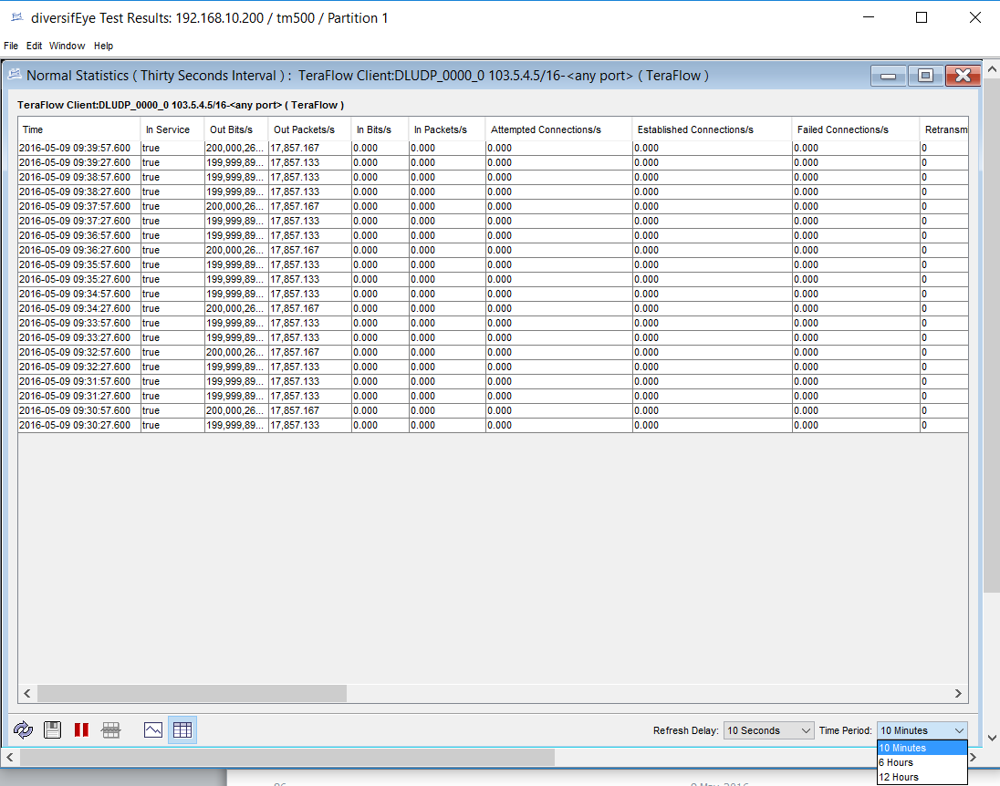 diversifEye Test Results: 192.168.10.200 / tm500 / Partition 1
File Edit Window Help
Normal Statistics ( Thirty Seconds Interval ) : TeraFlow Client:DLUDP_0000_0 103.5.4.5/16-<any port> ( TeraFlow )
TeraFlow Client:DLUDP_0000_0 103.5.4.5/16-<any port> ( TeraFlow )
Time In Service Out Bits/s Out Packets/s In Bits/s In Packets/s Attempted Connections/s Established Connections/s Failed Connections/s Retransm
2016-05-09 09:39:57.600 true 200,000,26... 17,857.167 0.000 0.000 0.000 0.000 0.000 0
2016-05-09 09:39:27.600 true 199,999,89... 17,857.133 0.000 0.000 0.000 0.000 0.000 0
2016-05-09 09:38:57.600 true 199,999,89... 17,857.133 0.000 0.000 0.000 0.000 0.000 0
2016-05-09 09:38:27.600 true 199,999,89... 17,857.133 0.000 0.000 0.000 0.000 0.000 0
2016-05-09 09:37:57.600 true 200,000,26... 17,857.167 0.000 0.000 0.000 0.000 0.000 0
2016-05-09 09:37:27.600 true 199,999,89... 17,857.133 0.000 0.000 0.000 0.000 0.000 0
2016-05-09 09:36:57.600 true 199,999,89... 17,857.133 0.000 0.000 0.000 0.000 0.000 0
2016-05-09 09:36:27.600 true 200,000,26... 17,857.167 0.000 0.000 0.000 0.000 0.000 0
2016-05-09 09:35:57.600 true 199,999,89... 17,857.133 0.000 0.000 0.000 0.000 0.000 0
2016-05-09 09:35:27.600 true 199,999,89... 17,857.133 0.000 0.000 0.000 0.000 0.000 0
2016-05-09 09:34:57.600 true 199,999,89... 17,857.133 0.000 0.000 0.000 0.000 0.000 0
2016-05-09 09:34:27.600 true 200,000,26... 17,857.167 0.000 0.000 0.000 0.000 0.000 0
2016-05-09 09:33:57.600 true 199,999,89... 17,857.133 0.000 0.000 0.000 0.000 0.000 0
2016-05-09 09:33:27.600 true 199,999,89... 17,857.133 0.000 0.000 0.000 0.000 0.000 0
2016-05-09 09:32:57.600 true 200,000,26... 17,857.167 0.000 0.000 0.000 0.000 0.000 0
2016-05-09 09:32:27.600 true 199,999,89... 17,857.133 0.000 0.000 0.000 0.000 0.000 0
2016-05-09 09:31:57.600 true 199,999,89... 17,857.133 0.000 0.000 0.000 0.000 0.000 0
2016-05-09 09:31:27.600 true 199,999,89... 17,857.133 0.000 0.000 0.000 0.000 0.000 0
2016-05-09 09:30:57.600 true 200,000,26... 17,857.167 0.000 0.000 0.000 0.000 0.000 0
2016-05-09 09:30:27.600 true 199,999,89... 17,857.133 0.000 0.000 0.000 0.000 0.000 0
Refresh Delay: 10 Seconds Time Period: 10 Minutes
10 Minutes
6 Hours
12 Hours